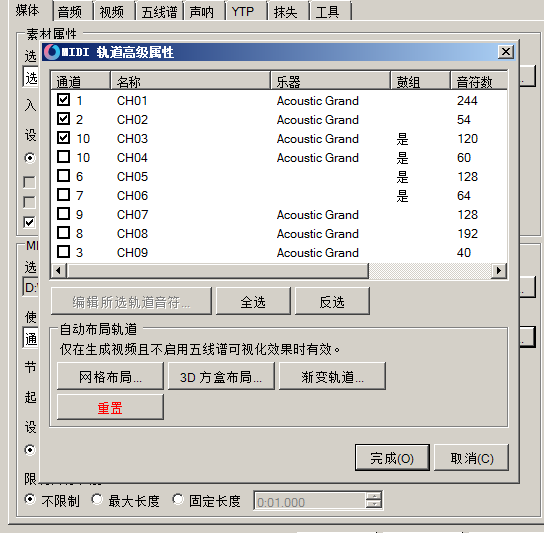 媒体 音频 视频 五线谱 声呐 YTP 抹失 工具
素材属性
MIDI 轨道高级属性
选
选
入
设
通道 名称 乐器 鼓组 音符数
1 CH01 Acoustic Grand 244
2 CH02 Acoustic Grand 54
10 CH03 Acoustic Grand 是 120
10 CH04 Acoustic Grand 是 60
6 CH05 是 128
7 CH06 是 64
9 CH07 Acoustic Grand 128
8 CH08 Acoustic Grand 192
3 CH09 Acoustic Grand 40
选
D:
编辑所选轨道音符... 全选 反选
使
通
自动布局轨道
仅在生成视频且不启用五线谱可视化效果时有效。
节
网格布局... 3D 方盒布局... 渐变轨道...
起
重置
设
完成(O) 取消(C)
不限制 最大长度 固定长度 0:01.000